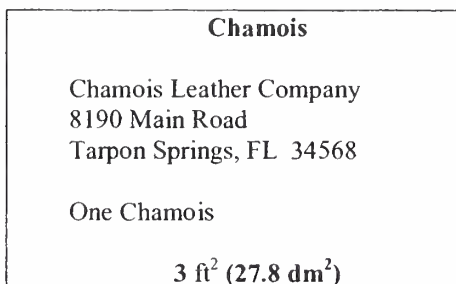 Chamois
Chamois Leather Company
8190 Main Road
Tarpon Springs, FL 34568
One Chamois
3 ft² (27.8 dm²)